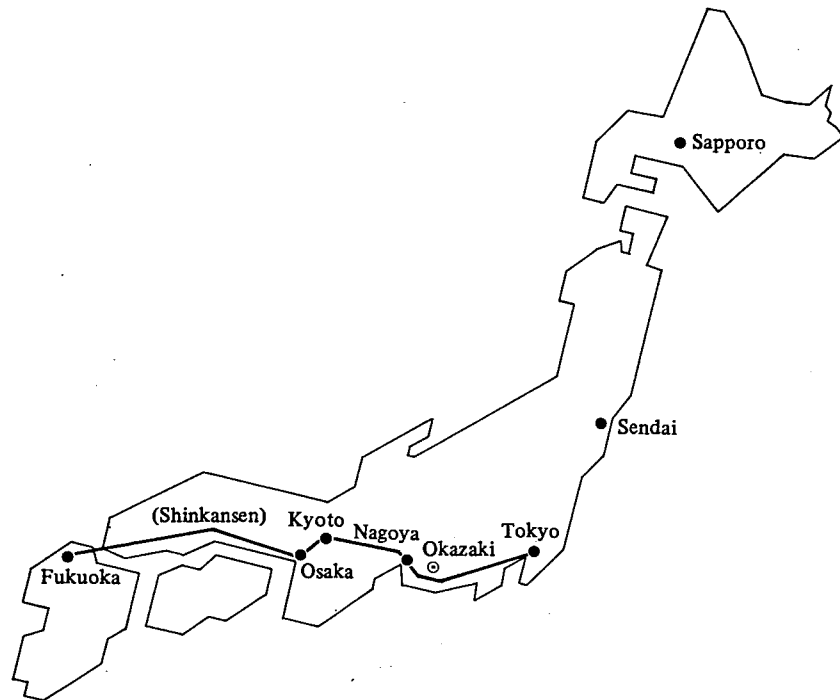 Sapporo
Sendai
(Shinkansen)
Kyoto
Nagoya
Tokyo
Okazaki
Osaka
Fukuoka